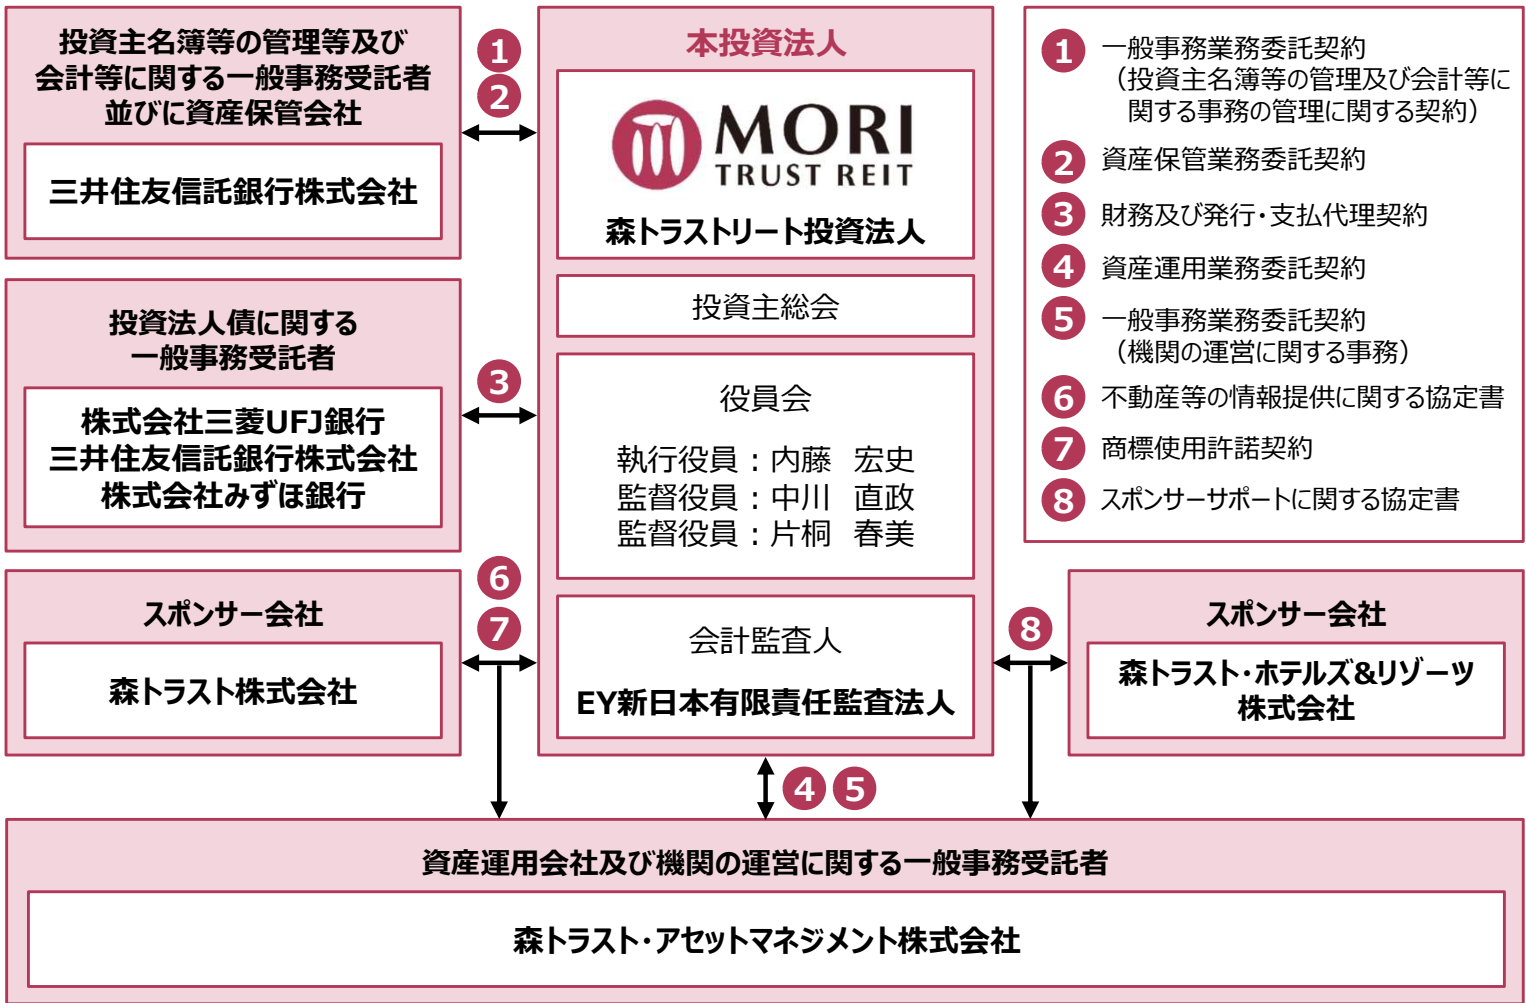 投資主名簿等の管理等及び
会計等に関する一般事務受託者
並びに資産保管会社
三井住友信託銀行株式会社
1
2
投資法人債に関する
一般事務受託者
株式会社三菱UFJ銀行
三井住友信託銀行株式会社
株式会社みずほ銀行
3
スポンサー会社
森トラスト株式会社
6
7
本投資法人
MORI
TRUST REIT
森トラストリート投資法人
投資主総会
役員会
執行役員：内藤 宏史
監督役員：中川 直政
監督役員：片桐 春美
会計監査人
EY新日本有限責任監査法人
8
4 5
1 一般事務業務委託契約
（投資主名簿等の管理及び会計等に
関する事務の管理に関する契約）
2 資産保管業務委託契約
3 財務及び発行・支払代理契約
4 資産運用業務委託契約
5 一般事務業務委託契約
（機関の運営に関する事務）
6 不動産等の情報提供に関する協定書
7 商標使用許諾契約
8 スポンサーサポートに関する協定書
スポンサー会社
森トラスト・ホテルズ&リゾーツ
株式会社
資産運用会社及び機関の運営に関する一般事務受託者
森トラスト・アセットマネジメント株式会社